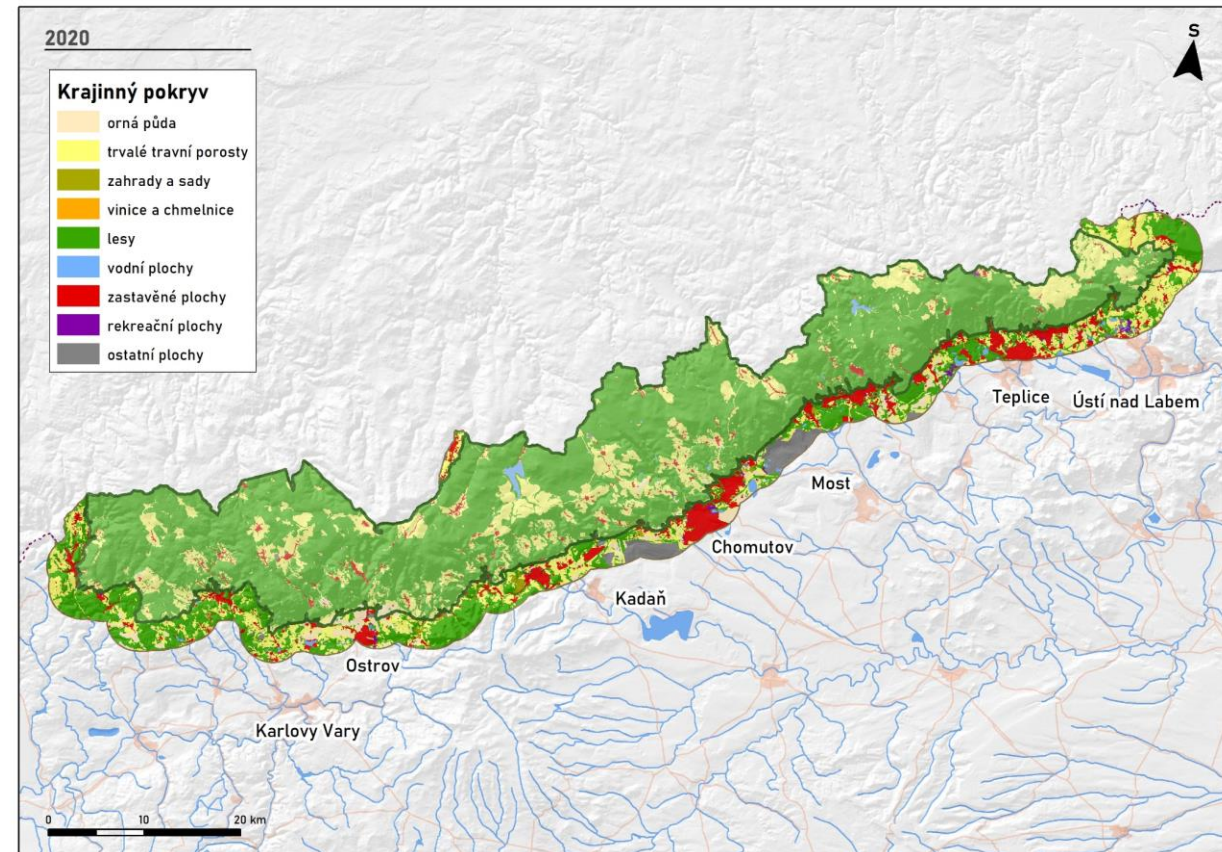 2020
S
Krajinný pokryv
orná půda
trvalé travní porosty
zahrady a sady
vinice a chmelnice
lesy
vodní plochy
zastavěné plochy
rekreační plochy
ostatní plochy
Teplice
Ústí nad Labem
Most
Chomutov
Kadaň
Ostrov
Karlovy Vary
0 10 20 km